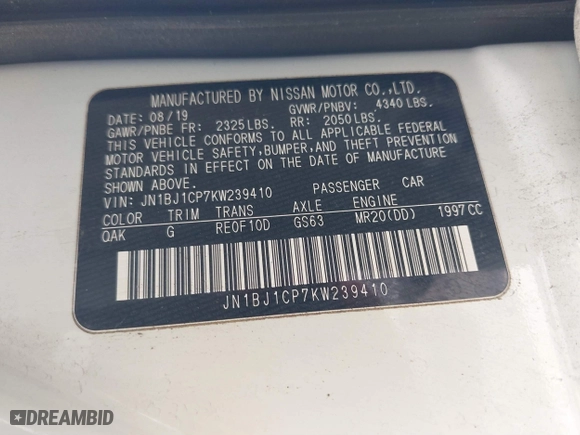 MANUFACTURED BY NISSAN MOTOR CO.,LTD.
DATE: 08/19 GVWR/PNBV: 4340 LBS.
GAWR/PNBE FR: 2325LBS. RR: 2050LBS.
THIS VEHICLE CONFORMS TO ALL APPLICABLE FEDERAL
MOTOR VEHICLE SAFETY,BUMPER,AND THEFT PREVENTION
STANDARDS IN EFFECT ON THE DATE OF MANUFACTURE
SHOWN ABOVE.
VIN: JN1BJ1CP7KW239410 PASSENGER CAR
COLOR TRIM TRANS AXLE ENGINE
QAK G RE0F10D GS63 MR20(DD) 1997CC
JN1BJ1CP7KW239410
DREAMBID